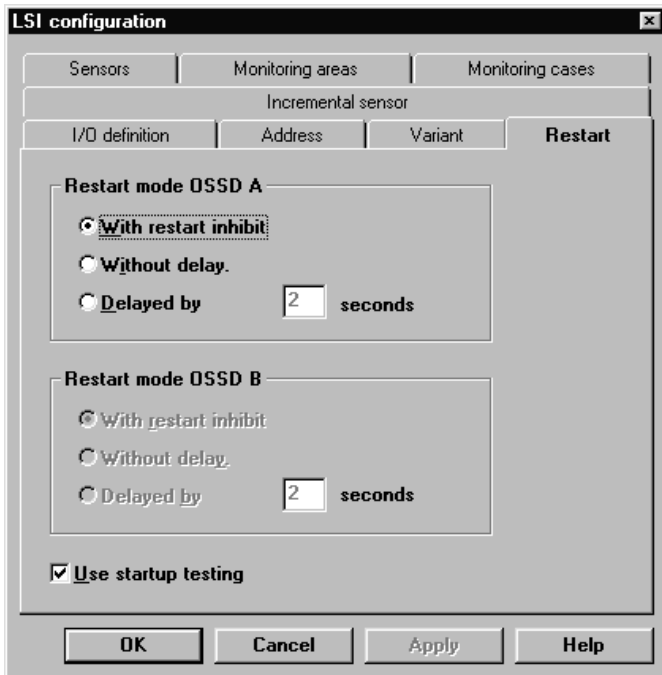 LSI configuration
Sensors Monitoring areas Monitoring cases
Incremental sensor
I/O definition Address Variant Restart
Restart mode OSSD A
With restart inhibit
Without delay.
Delayed by 2 seconds
Restart mode OSSD B
With restart inhibit
Without delay.
Delayed by 2 seconds
Use startup testing
OK Cancel Apply Help